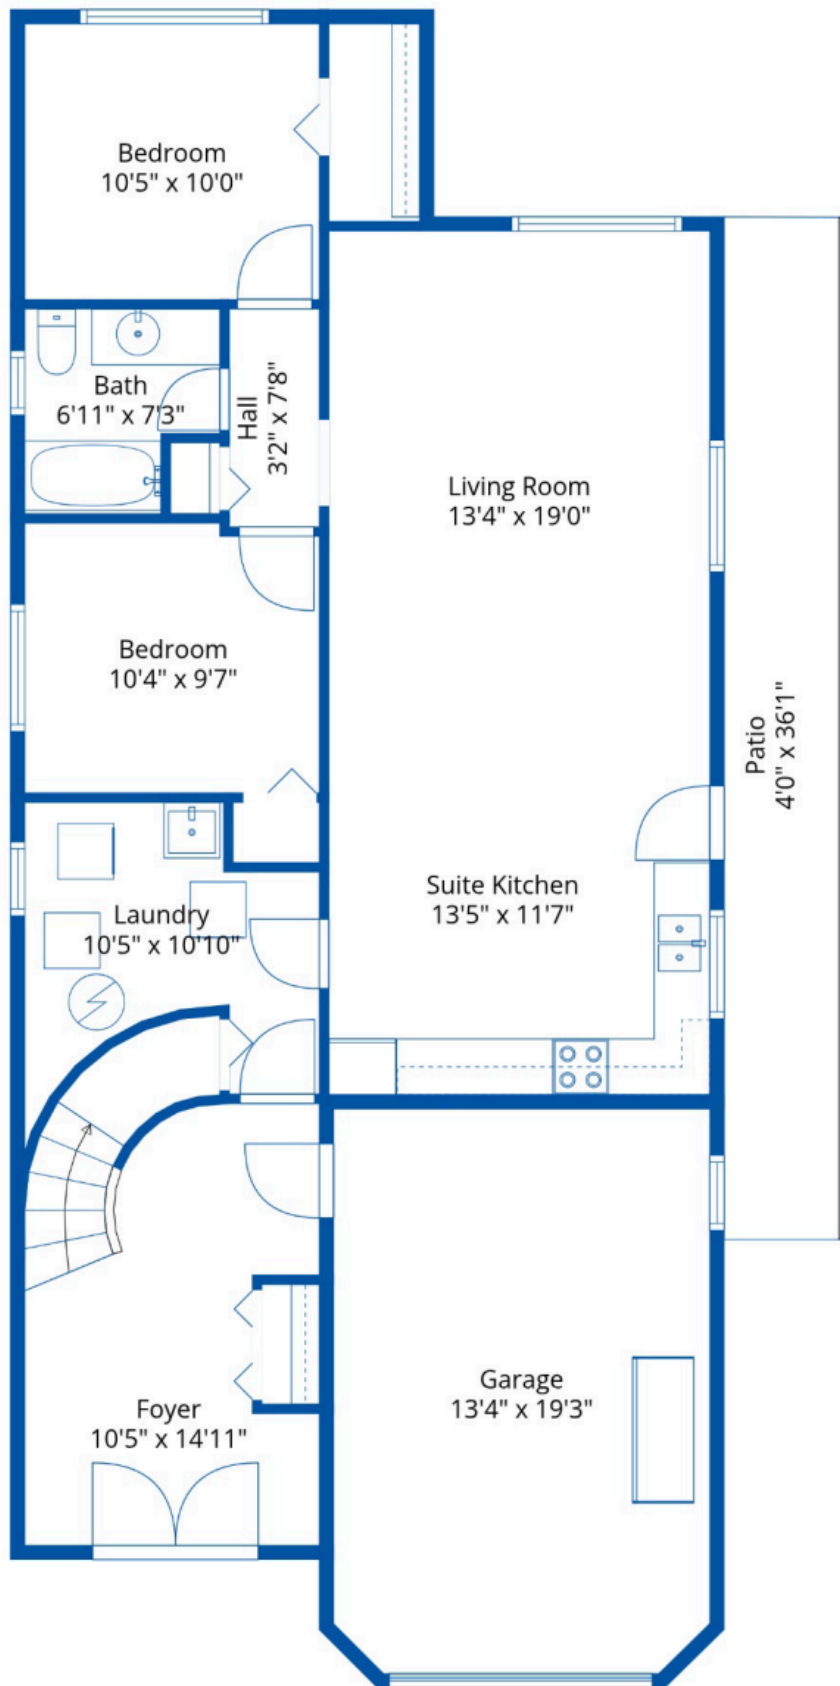 Bedroom
10'5" x 10'0"
Bath
6'11" x 7'3"
Hall
3'2" x 7'8"
Living Room
13'4" x 19'0"
Bedroom
10'4" x 9'7"
Patio
4'0" x 36'1"
Suite Kitchen
13'5" x 11'7"
Laundry
10'5" x 10'10"
Garage
13'4" x 19'3"
Foyer
10'5" x 14'11"